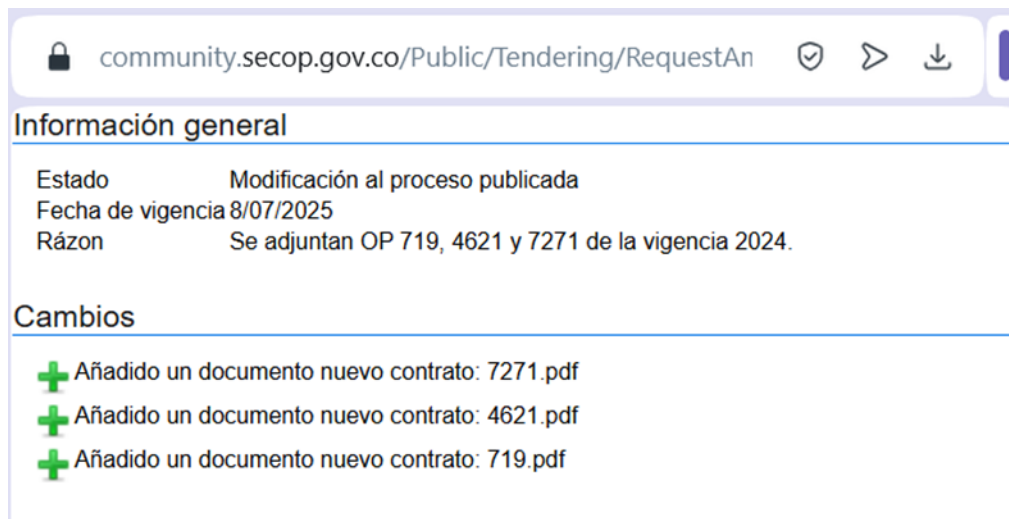 community.secop.gov.co/Public/Tendering/RequestAn
Información general
Estado Modificación al proceso publicada
Fecha de vigencia 8/07/2025
Rázon Se adjuntan OP 719, 4621 y 7271 de la vigencia 2024.
Cambios
Añadido un documento nuevo contrato: 7271.pdf
Añadido un documento nuevo contrato: 4621.pdf
Añadido un documento nuevo contrato: 719.pdf